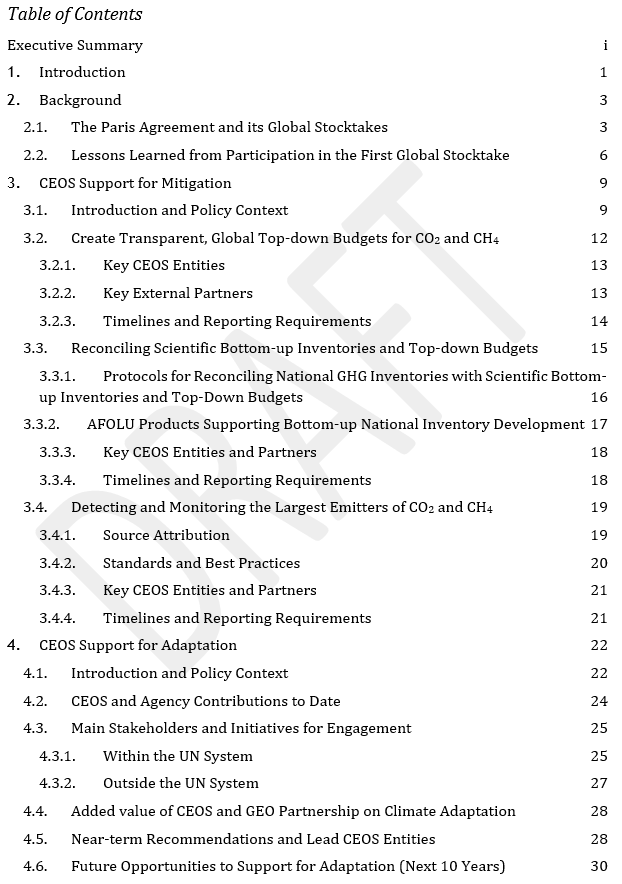 Table of Contents
Executive Summary i
1. Introduction 1
2. Background 3
2.1. The Paris Agreement and its Global Stocktakes 3
2.2. Lessons Learned from Participation in the First Global Stocktake 6
3. CEOS Support for Mitigation 9
3.1. Introduction and Policy Context 9
3.2. Create Transparent, Global Top-down Budgets for CO₂ and CH₄ 12
3.2.1. Key CEOS Entities 13
3.2.2. Key External Partners 13
3.2.3. Timelines and Reporting Requirements 14
3.3. Reconciling Scientific Bottom-up Inventories and Top-down Budgets 15
3.3.1. Protocols for Reconciling National GHG Inventories with Scientific Bottom-
up Inventories and Top-Down Budgets 16
3.3.2. AFOLU Products Supporting Bottom-up National Inventory Development 17
3.3.3. Key CEOS Entities and Partners 18
3.3.4. Timelines and Reporting Requirements 18
3.4. Detecting and Monitoring the Largest Emitters of CO₂ and CH₄ 19
3.4.1. Source Attribution 19
3.4.2. Standards and Best Practices 20
3.4.3. Key CEOS Entities and Partners 21
3.4.4. Timelines and Reporting Requirements 21
4. CEOS Support for Adaptation 22
4.1. Introduction and Policy Context 22
4.2. CEOS and Agency Contributions to Date 24
4.3. Main Stakeholders and Initiatives for Engagement 25
4.3.1. Within the UN System 25
4.3.2. Outside the UN System 27
4.4. Added value of CEOS and GEO Partnership on Climate Adaptation 28
4.5. Near-term Recommendations and Lead CEOS Entities 28
4.6. Future Opportunities to Support for Adaptation (Next 10 Years) 30
DRAFT